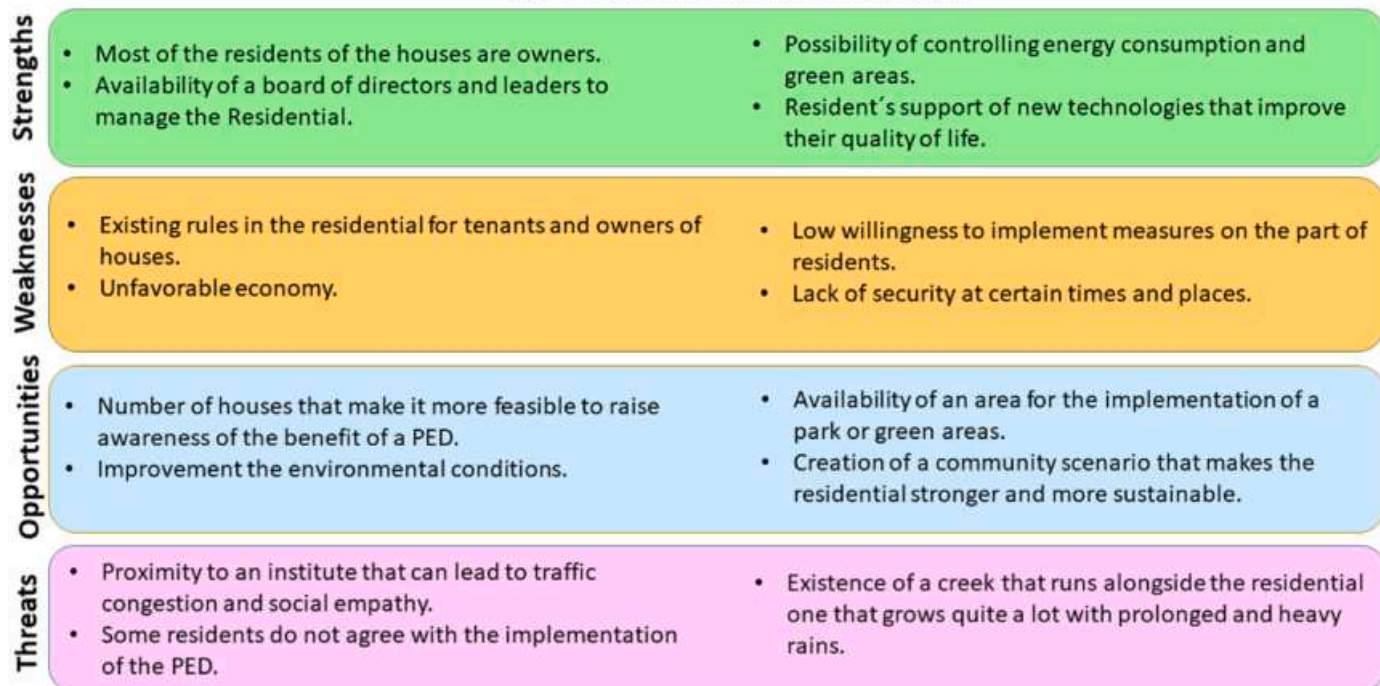 Strengths
• Most of the residents of the houses are owners.
• Availability of a board of directors and leaders to
manage the Residential.
• Possibility of controlling energy consumption and
green areas.
• Resident´s support of new technologies that improve
their quality of life.
Weaknesses
• Existing rules in the residential for tenants and owners of
houses.
• Unfavorable economy.
• Low willingness to implement measures on the part of
residents.
• Lack of security at certain times and places.
Opportunities
• Number of houses that make it more feasible to raise
awareness of the benefit of a PED.
• Improvement the environmental conditions.
• Availability of an area for the implementation of a
park or green areas.
• Creation of a community scenario that makes the
residential stronger and more sustainable.
Threats
• Proximity to an institute that can lead to traffic
congestion and social empathy.
• Some residents do not agree with the implementation
of the PED.
• Existence of a creek that runs alongside the residential
one that grows quite a lot with prolonged and heavy
rains.